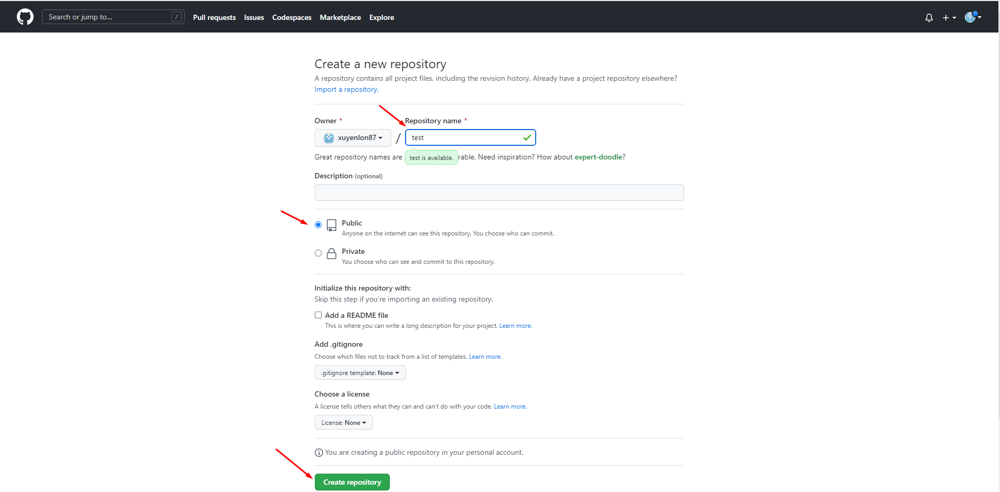 Search or jump to... /
Pull requests Issues Codespaces Marketplace Explore
Create a new repository
A repository contains all project files, including the revision history. Already have a project repository elsewhere?
Import a repository.
Owner * Repository name *
xuyenlon87 / test
Great repository names are test is available. rable. Need inspiration? How about expert-doodle?
Description (optional)
Public
Anyone on the internet can see this repository. You choose who can commit.
Private
You choose who can see and commit to this repository.
Initialize this repository with:
Skip this step if you’re importing an existing repository.
Add a README file
This is where you can write a long description for your project. Learn more.
Add .gitignore
Choose which files not to track from a list of templates. Learn more.
.gitignore template: None
Choose a license
A license tells others what they can and can't do with your code. Learn more.
License: None
You are creating a public repository in your personal account.
Create repository